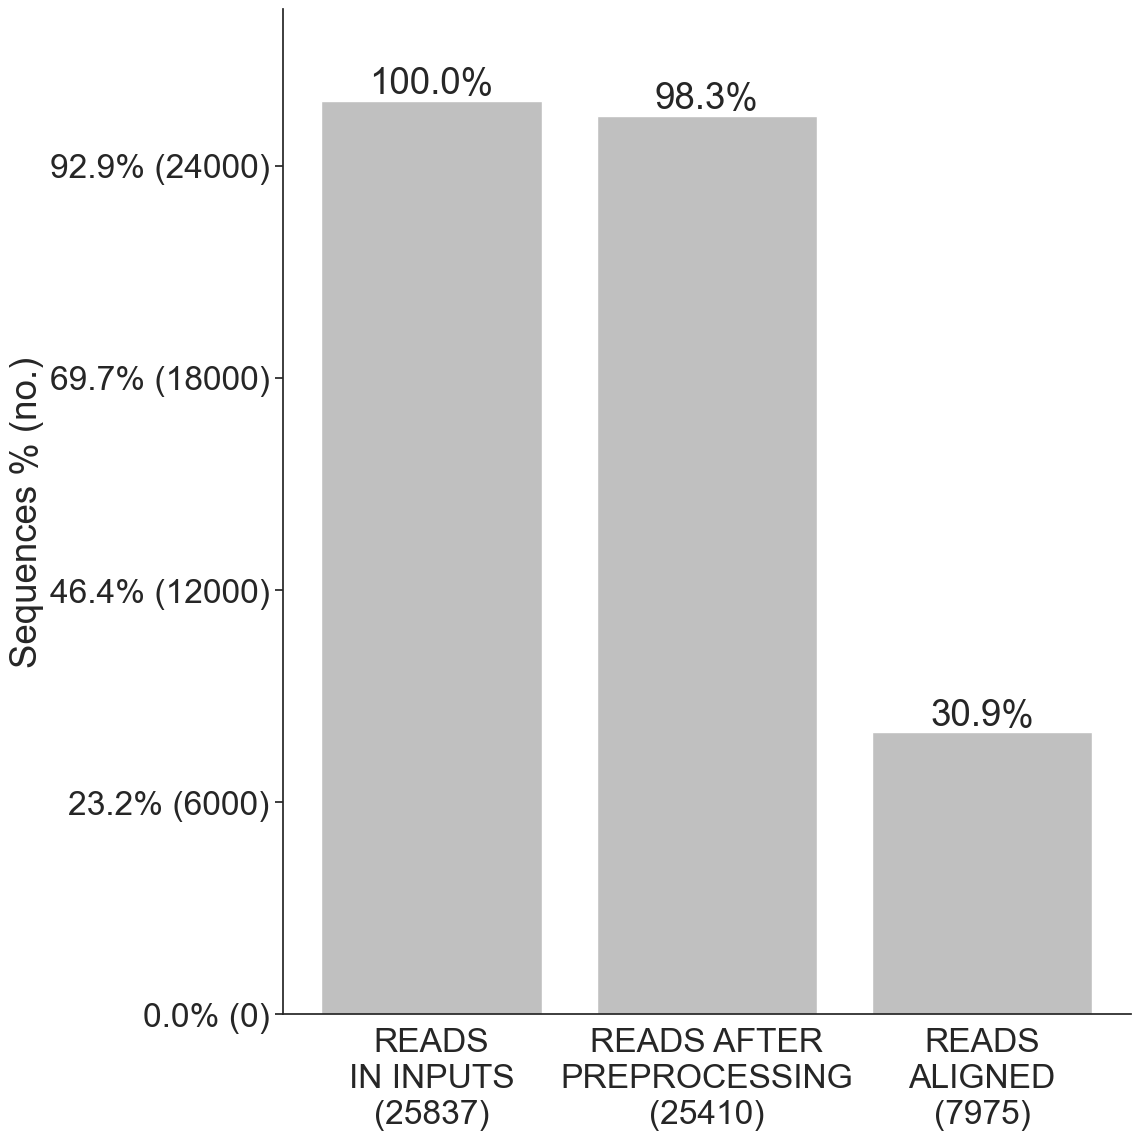 100.0%
98.3%
30.9%
Sequences % (no.)
92.9% (24000)
69.7% (18000)
46.4% (12000)
23.2% (6000)
0.0% (0)
READS
IN INPUTS
(25837)
READS AFTER
PREPROCESSING
(25410)
READS
ALIGNED
(7975)